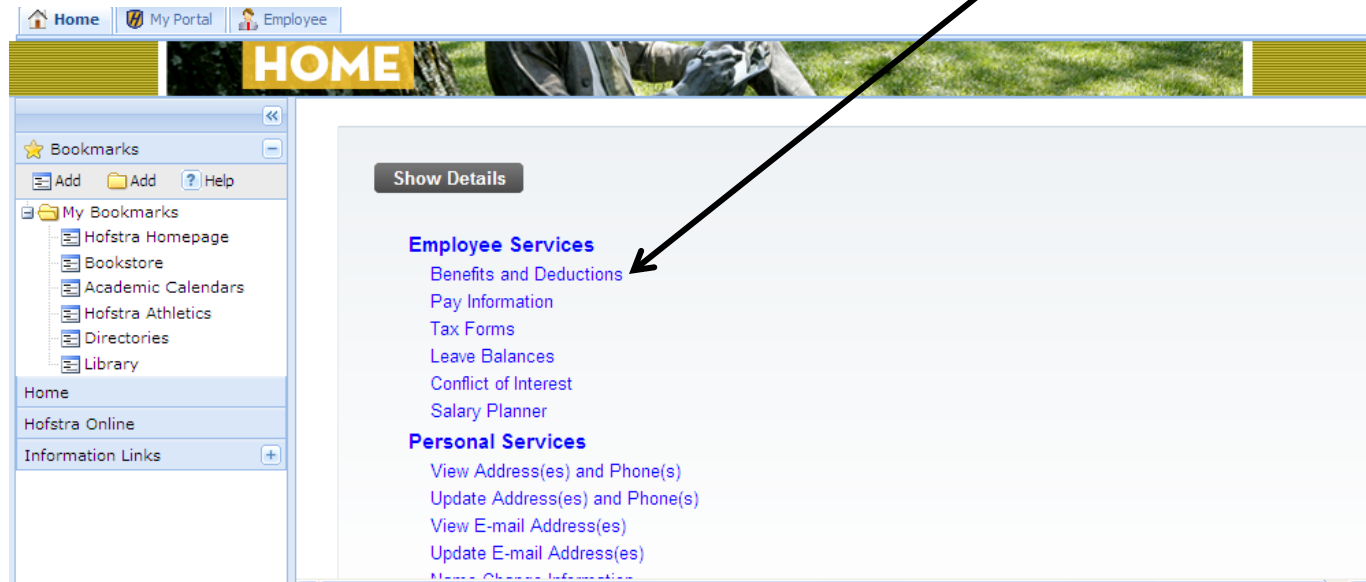 Home My Portal Employee
HOME
Bookmarks
Add Add ? Help
My Bookmarks
Hofstra Homepage
Bookstore
Academic Calendars
Hofstra Athletics
Directories
Library
Home
Hofstra Online
Information Links
Show Details
Employee Services
Benefits and Deductions
Pay Information
Tax Forms
Leave Balances
Conflict of Interest
Salary Planner
Personal Services
View Address(es) and Phone(s)
Update Address(es) and Phone(s)
View E-mail Address(es)
Update E-mail Address(es)
Name Change Information